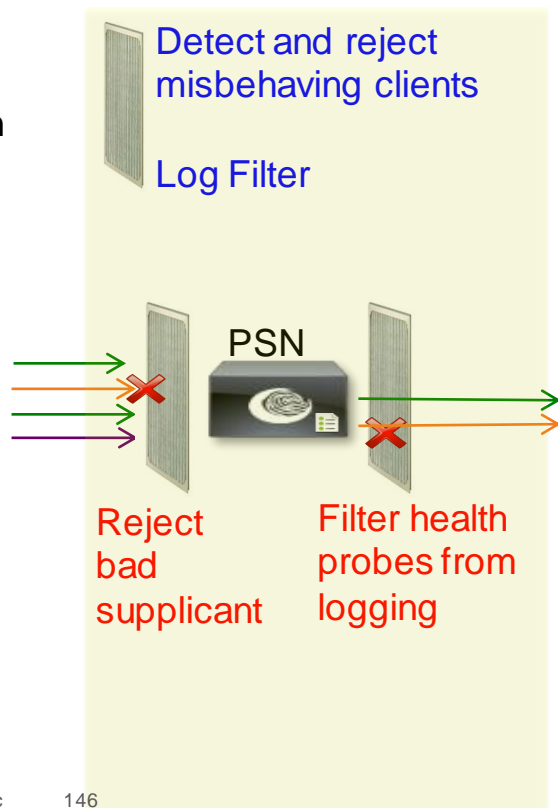 Detect and reject
misbehaving clients
n
Log Filter
PSN
Reject
bad
supplicant
Filter health
probes from
logging
c 146